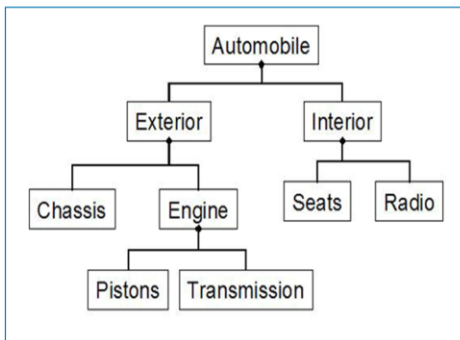 Automobile
Exterior Interior
Chassis Engine Seats Radio
Pistons Transmission